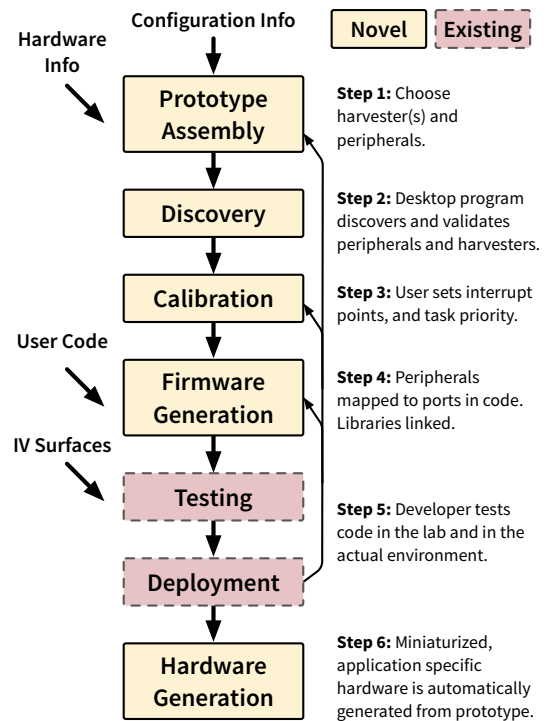 Configuration Info
Hardware
Info
Novel
Existing
Prototype
Assembly
Step 1: Choose
harvester(s) and
peripherals.
Discovery
Step 2: Desktop program
discovers and validates
peripherals and harvesters.
Calibration
Step 3: User sets interrupt
points, and task priority.
User Code
Firmware
Generation
Step 4: Peripherals
mapped to ports in code.
Libraries linked.
IV Surfaces
Testing
Step 5: Developer tests
code in the lab and in the
actual environment.
Deployment
Hardware
Generation
Step 6: Miniaturized,
application specific
hardware is automatically
generated from prototype.